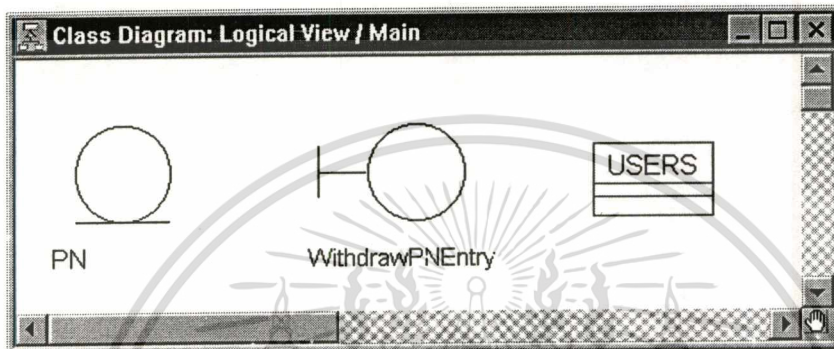 Class Diagram: Logical View / Main
USERS
PN
WithdrawPNEntry